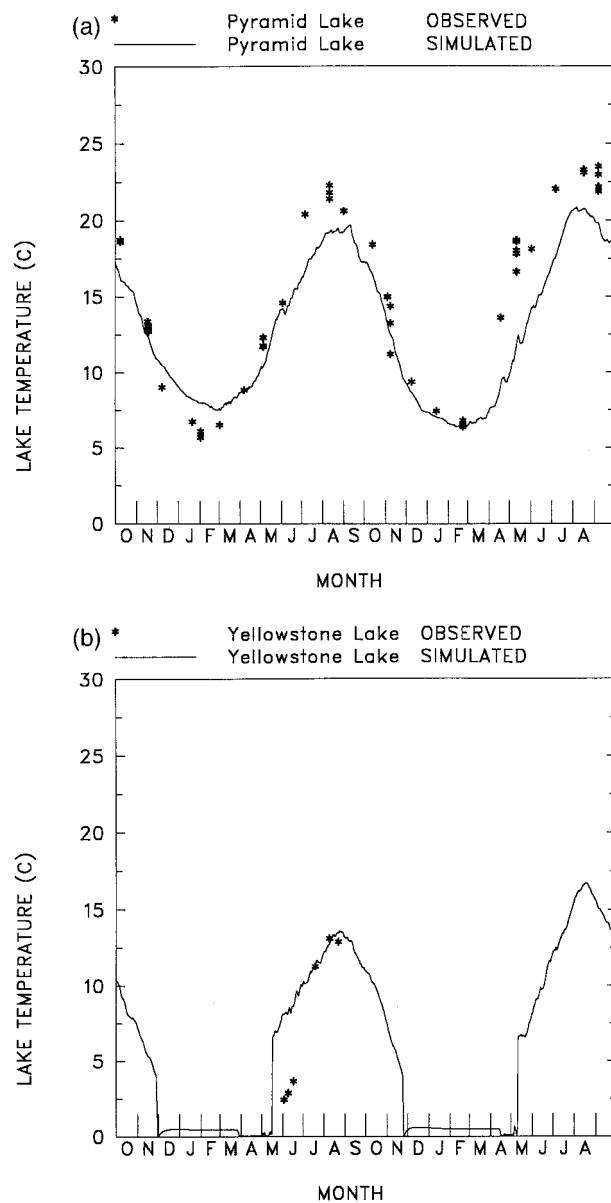 (a) * Pyramid Lake OBSERVED
Pyramid Lake SIMULATED
30
25
20
15
10
5
0
LAKE TEMPERATURE (C)
O N D J F M A M J J A S O N D J F M A M J J A
MONTH
(b) * Yellowstone Lake OBSERVED
Yellowstone Lake SIMULATED
30
25
20
15
10
5
0
LAKE TEMPERATURE (C)
O N D J F M A M J J A S O N D J F M A M J J A
MONTH